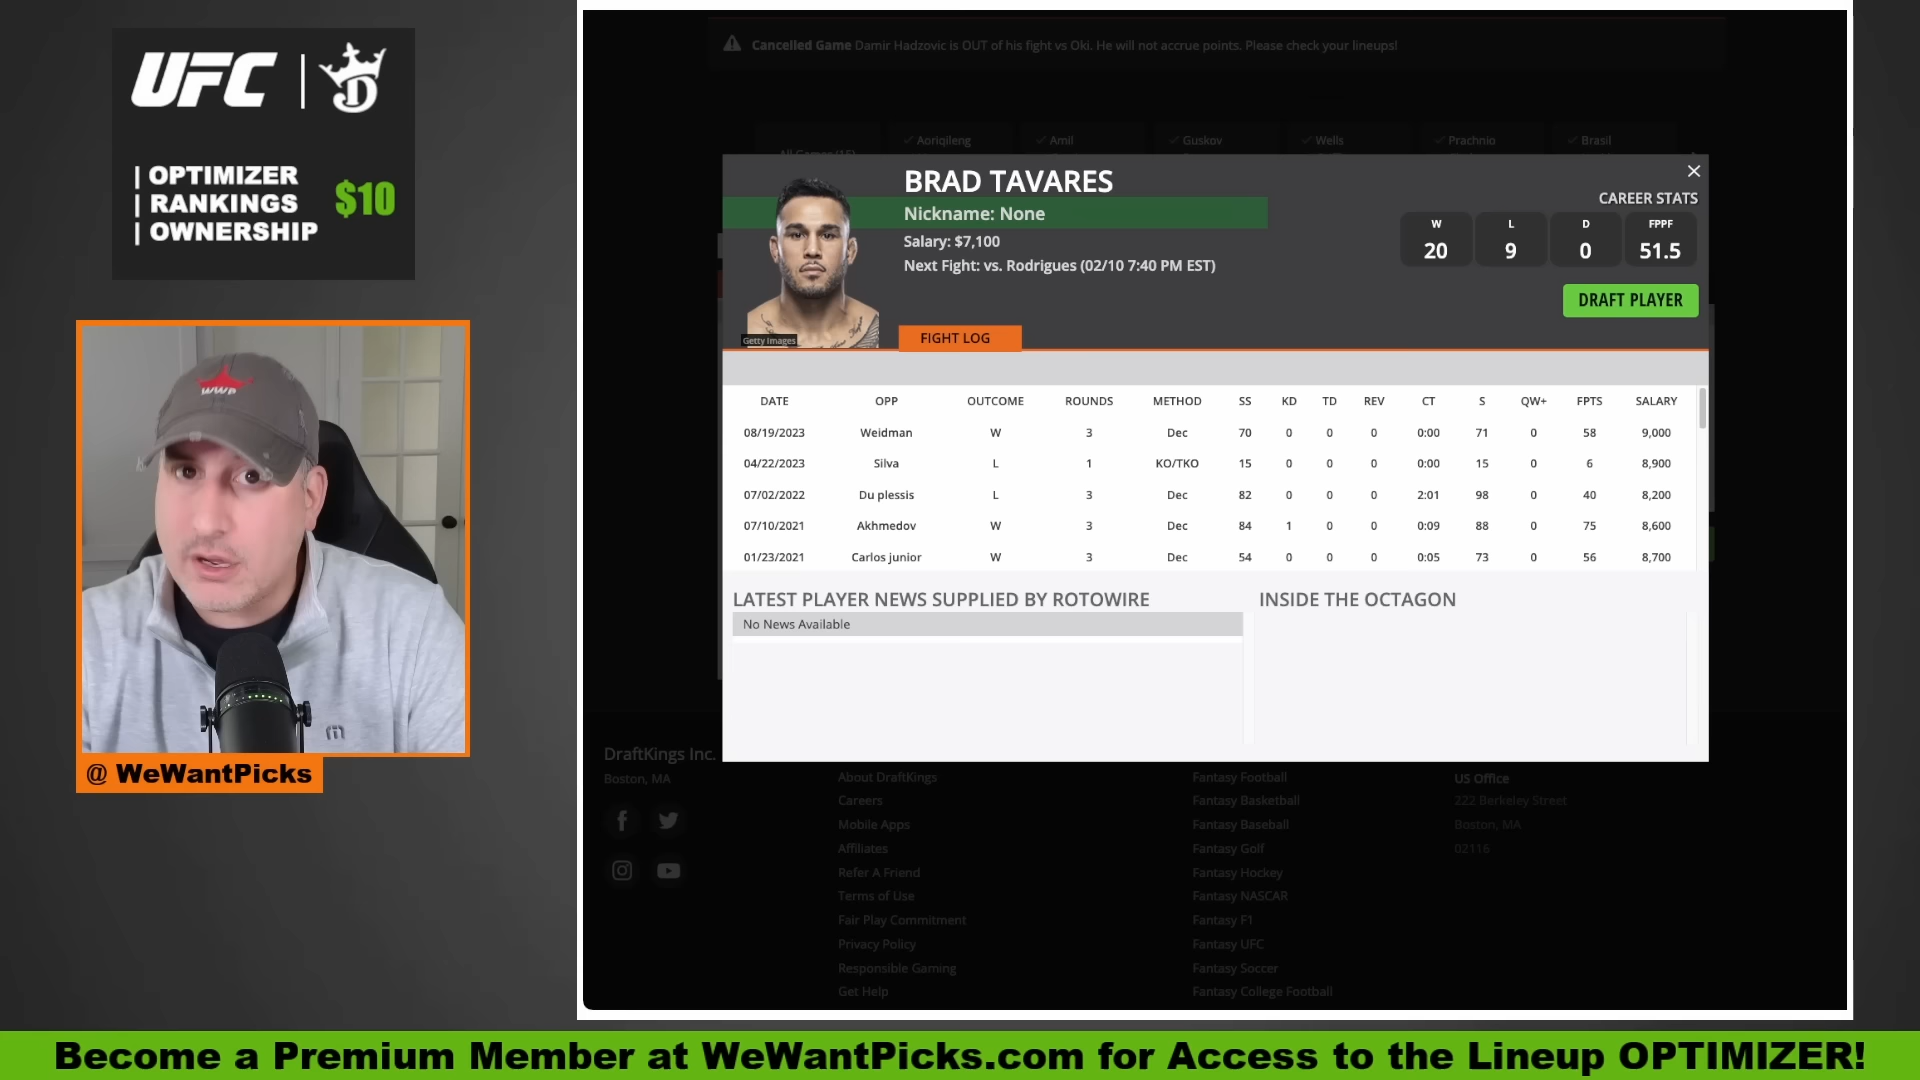 UFC
OPTIMIZER
RANKINGS
OWNERSHIP
$10
WWP
@ WeWantPicks
Cancelled Game Damir Hadzovic is OUT of his fight vs Oki. He will not accrue points. Please check your lineups!
Aoriqileng Amil Guskov Wells Prachnio Brasil
BRAD TAVARES
Nickname: None
Salary: $7,100
Next Fight: vs. Rodrigues (02/10 7:40 PM EST)
Getty Images
CAREER STATS
W L D FPPF
20 9 0 51.5
DRAFT PLAYER
FIGHT LOG
DATE OPP OUTCOME ROUNDS METHOD SS KD TD REV CT S QW+ FPTS SALARY
08/19/2023 Weidman W 3 Dec 70 0 0 0 0:00 71 0 58 9,000
04/22/2023 Silva L 1 KO/TKO 15 0 0 0 0:00 15 0 6 8,900
07/02/2022 Du plessis L 3 Dec 82 0 0 0 2:01 98 0 40 8,200
07/10/2021 Akhmedov W 3 Dec 84 1 0 0 0:09 88 0 75 8,600
01/23/2021 Carlos junior W 3 Dec 54 0 0 0 0:05 73 0 56 8,700
LATEST PLAYER NEWS SUPPLIED BY ROTOWIRE
No News Available
INSIDE THE OCTAGON
DraftKings Inc.
Boston, MA
About DraftKings
Careers
Mobile Apps
Affiliates
Refer A Friend
Terms of Use
Fair Play Commitment
Privacy Policy
Responsible Gaming
Get Help
Fantasy Football
Fantasy Basketball
Fantasy Baseball
Fantasy Golf
Fantasy Hockey
Fantasy NASCAR
Fantasy F1
Fantasy UFC
Fantasy Soccer
Fantasy College Football
US Office
222 Berkeley Street
Boston, MA
02116
Become a Premium Member at WeWantPicks.com for Access to the Lineup OPTIMIZER!